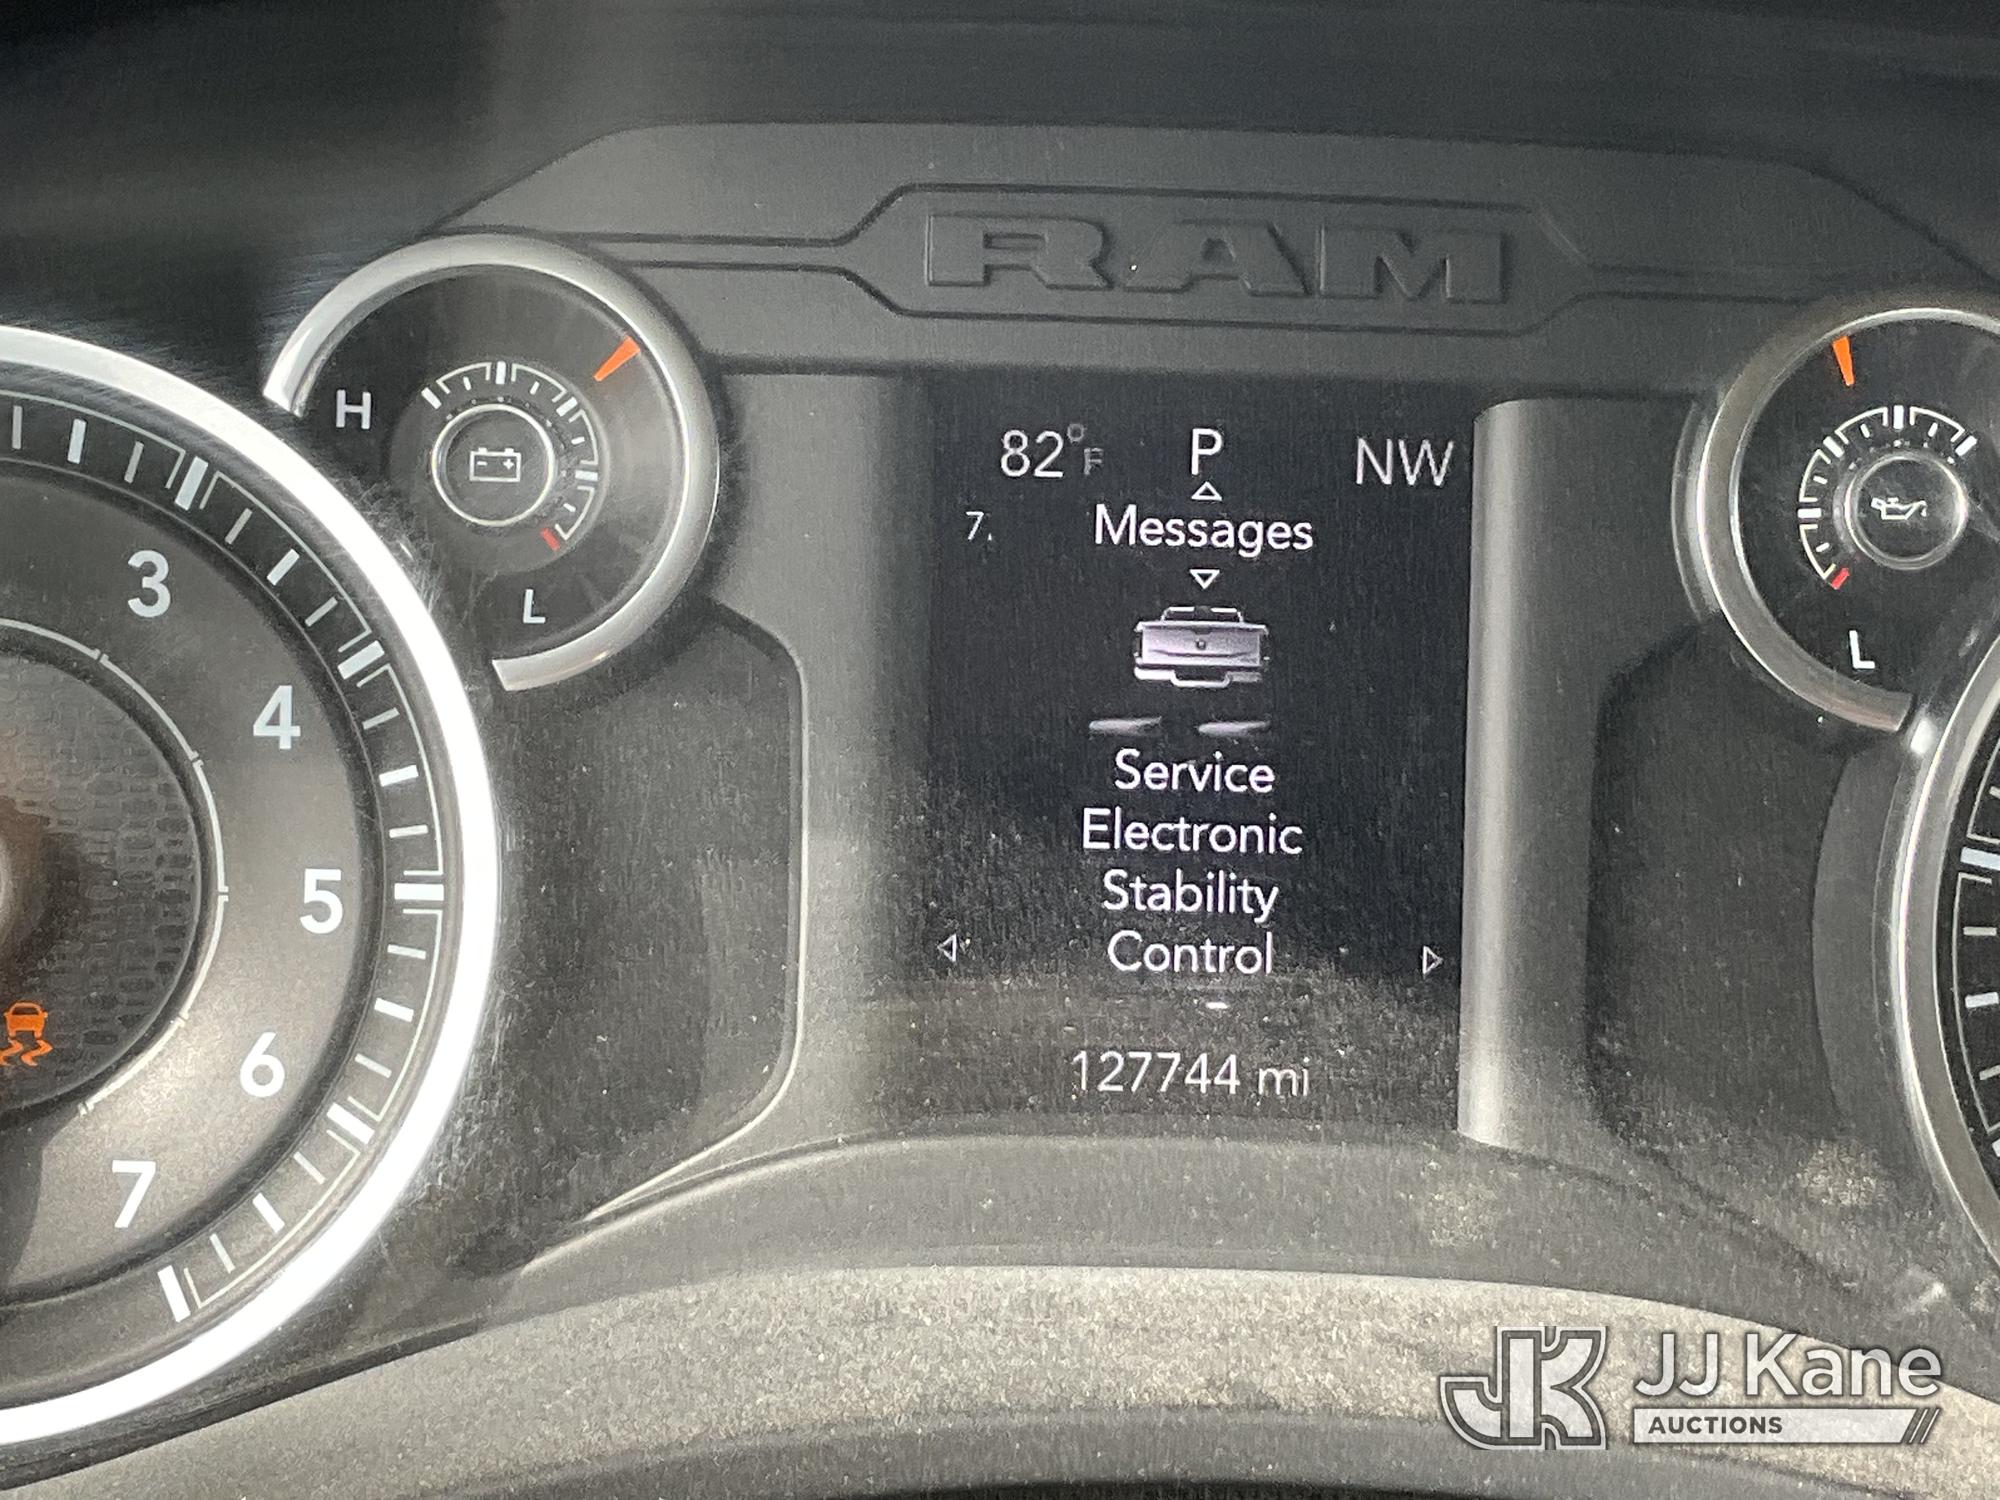 RAM
H
L
82°F P NW
7. Messages
Service
Electronic
Stability
Control
127744 mi
L
3
4
5
6
7
JK JJ Kane
AUCTIONS